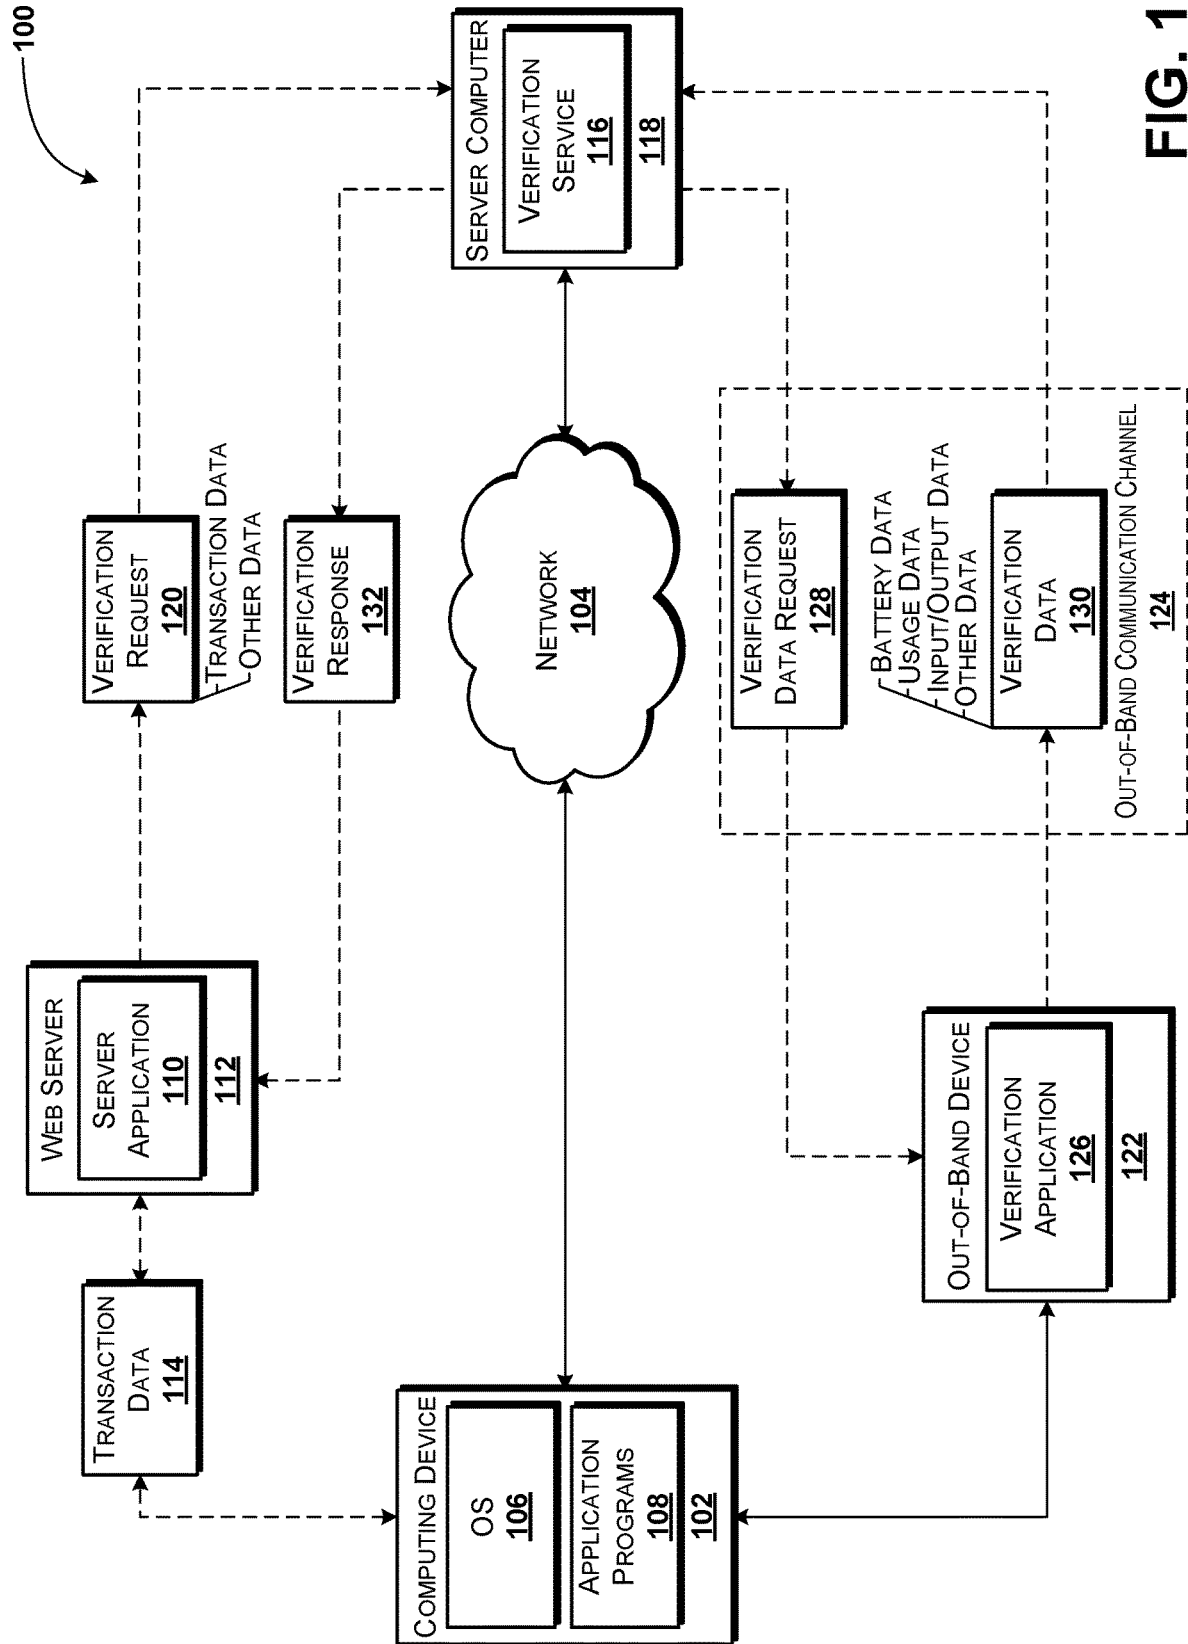 100
TRANSACTION
DATA
114
WEB SERVER
SERVER
APPLICATION
110
112
VERIFICATION
REQUEST
120
TRANSACTION DATA
OTHER DATA
VERIFICATION
RESPONSE
132
COMPUTING DEVICE
OS
106
APPLICATION
PROGRAMS
108
102
NETWORK
104
SERVER COMPUTER
VERIFICATION
SERVICE
116
118
OUT-OF-BAND DEVICE
VERIFICATION
APPLICATION
126
122
VERIFICATION
DATA REQUEST
128
BATTERY DATA
USAGE DATA
INPUT/OUTPUT DATA
OTHER DATA
VERIFICATION
DATA
130
OUT-OF-BAND COMMUNICATION CHANNEL
124
FIG. 1